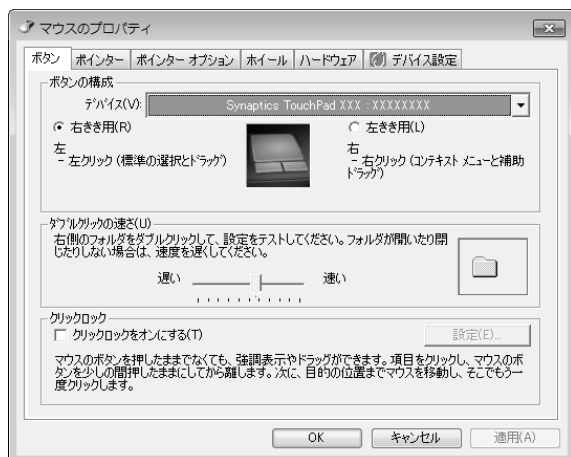 マウスのプロパティ
ボタン ポインター ポインター オプション ホイール ハードウェア デバイス設定
ボタンの構成
デバイス(V): Synaptics TouchPad XXX : XXXXXXXX
右きき用(R) 左きき用(L)
左 右
- 左クリック (標準の選択とドラッグ) - 右クリック (コンテキスト メニューと補助
ドラッグ)
ダブルクリックの速さ(U)
右側のフォルダをダブルクリックして、設定をテストしてください。フォルダが開いたり閉
じたりしない場合は、速度を遅くしてください。
遅い 速い
クリックロック
クリックロックをオンにする(T) 設定(E)...
マウスのボタンを押したままでなくても、強調表示やドラッグができます。項目をクリックし、マウスのボ
タンを少しの間押したままにしてから離します。次に、目的の位置までマウスを移動し、そこでもう一
度クリックします。
OK キャンセル 適用(A)